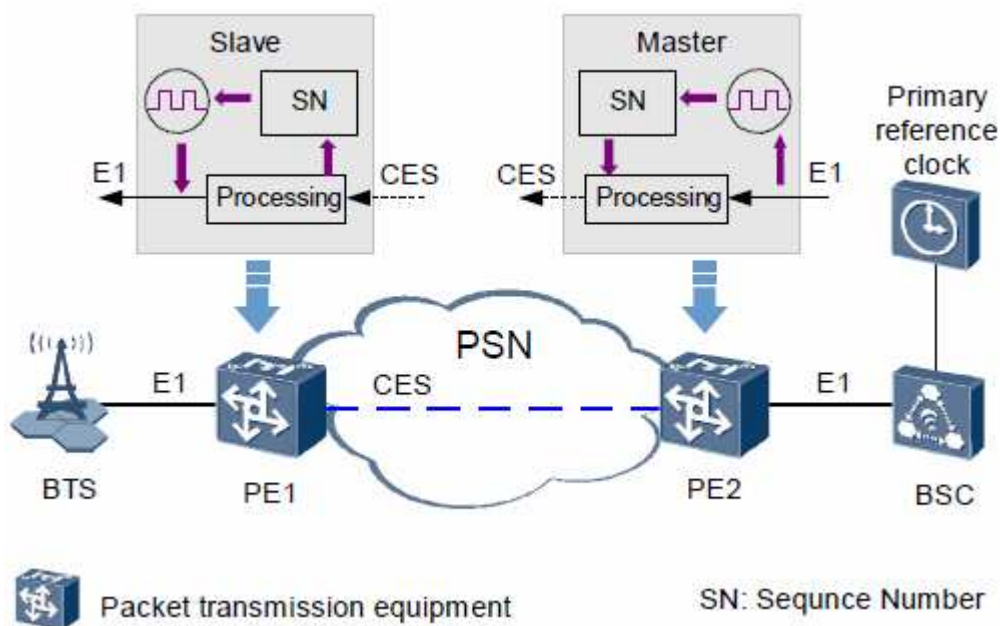 Slave
SN
E1
Processing
CES
Master
SN
CES
Processing
E1
Primary
reference
clock
PSN
E1
CES
E1
BTS
PE1
PE2
BSC
Packet transmission equipment
SN: Sequnce Number